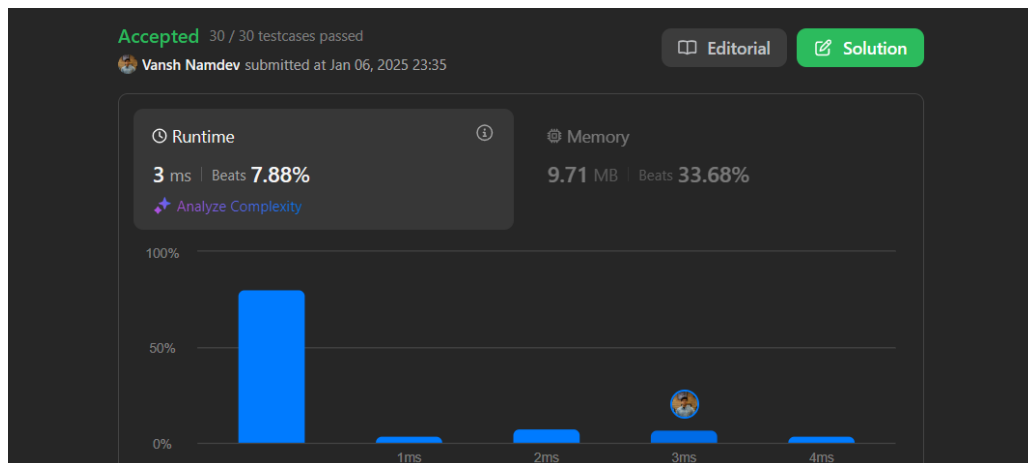 Accepted 30 / 30 testcases passed
Editorial
Solution
Vansh Namdev submitted at Jan 06, 2025 23:35
Runtime
3 ms | Beats 7.88%
Analyze Complexity
Memory
9.71 MB | Beats 33.68%
100%
50%
0%
1ms 2ms 3ms 4ms